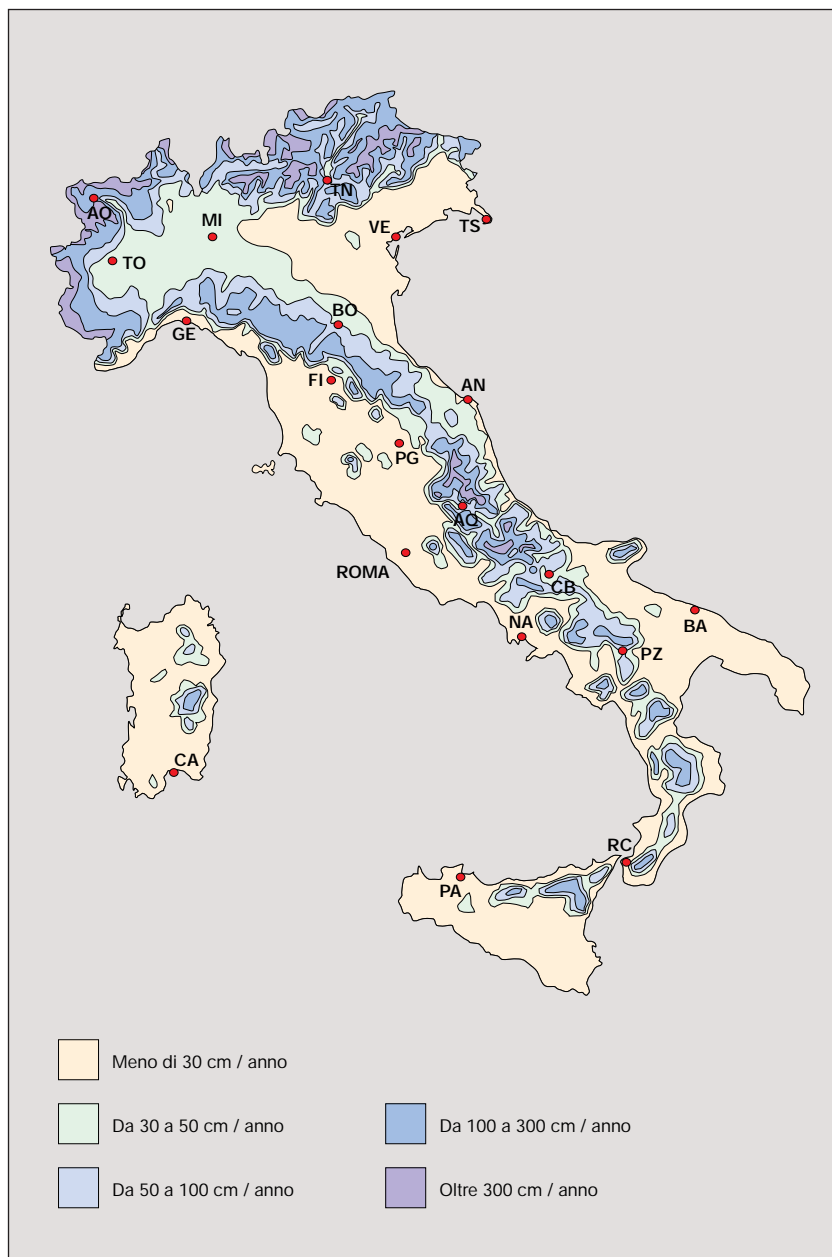 TN
AO
MI
VE
TS
TO
BO
GE
FI
AN
PG
AQ
ROMA
CB
NA
BA
PZ
CA
RC
PA
Meno di 30 cm / anno
Da 30 a 50 cm / anno
Da 100 a 300 cm / anno
Da 50 a 100 cm / anno
Oltre 300 cm / anno